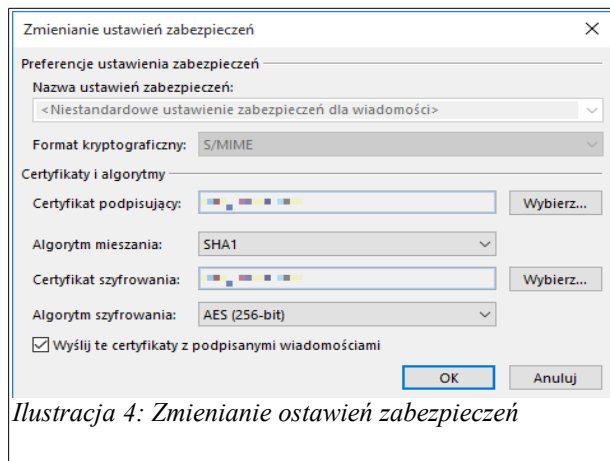 Zmienianie ustawień zabezpieczeń
Preferencje ustawienia zabezpieczeń
Nazwa ustawień zabezpieczeń:
<Niestandardowe ustawienie zabezpieczeń dla wiadomości>
Format kryptograficzny: S/MIME
Certyfikaty i algorytmy
Certyfikat podpisujący: Wybierz...
Algorytm mieszania: SHA1
Certyfikat szyfrowania: Wybierz...
Algorytm szyfrowania: AES (256-bit)
Wyślij te certyfikaty z podpisanymi wiadomościami
OK Anuluj
Ilustracja 4: Zmienianie ostawień zabezpieczeń